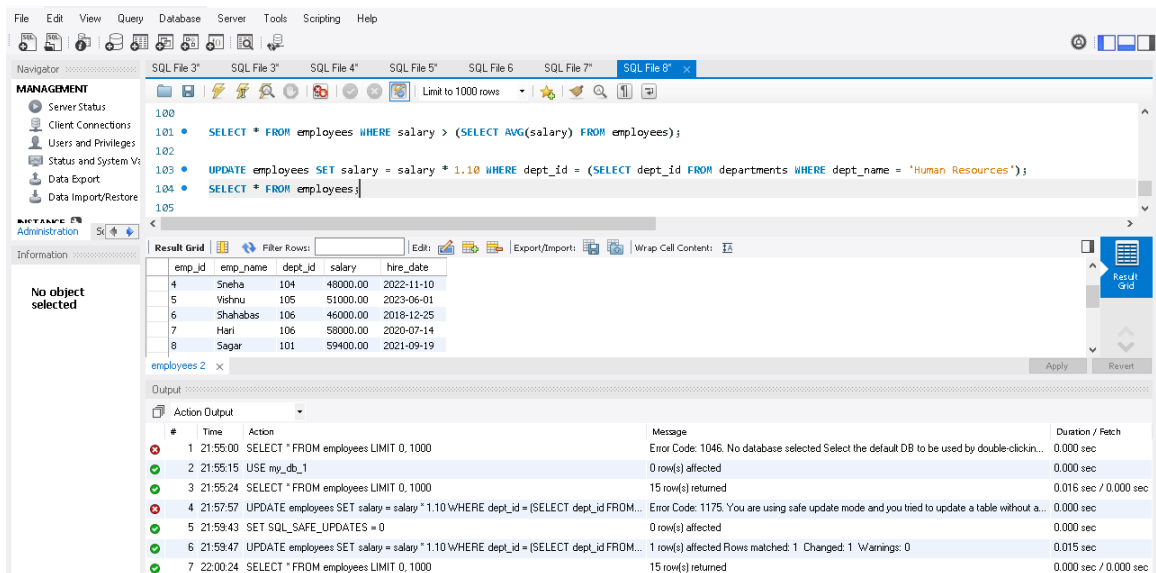 File Edit View Query Database Server Tools Scripting Help
Navigator
SQL File 3* SQL File 3* SQL File 4* SQL File 5* SQL File 6 SQL File 7* SQL File 8* ×
MANAGEMENT
Server Status
Client Connections
Users and Privileges
Status and System Va
Data Export
Data Import/Restore
Administration
Information
No object
selected
Limit to 1000 rows
100
101 SELECT * FROM employees WHERE salary > (SELECT AVG(salary) FROM employees);
102
103 UPDATE employees SET salary = salary * 1.10 WHERE dept_id = (SELECT dept_id FROM departments WHERE dept_name = 'Human Resources');
104 SELECT * FROM employees;
105
Result Grid Filter Rows: Edit: Export/Import: Wrap Cell Content: IA
emp_id emp_name dept_id salary hire_date
4 Sneha 104 48000.00 2022-11-10
5 Vishnu 105 51000.00 2023-06-01
6 Shahabas 106 46000.00 2018-12-25
7 Hari 106 58000.00 2020-07-14
8 Sagar 101 59400.00 2021-09-19
Result
Grid
employees 2 ×
Apply Revert
Output
Action Output
# Time Action Message Duration / Fetch
1 21:55:00 SELECT * FROM employees LIMIT 0, 1000 Error Code: 1046. No database selected Select the default DB to be used by double-clickin... 0.000 sec
2 21:55:15 USE my_db_1 0 row(s) affected 0.000 sec
3 21:55:24 SELECT * FROM employees LIMIT 0, 1000 15 row(s) returned 0.016 sec / 0.000 sec
4 21:57:57 UPDATE employees SET salary = salary * 1.10 WHERE dept_id = (SELECT dept_id FROM... Error Code: 1175. You are using safe update mode and you tried to update a table without a... 0.000 sec
5 21:59:43 SET SQL_SAFE_UPDATES = 0 0 row(s) affected 0.000 sec
6 21:59:47 UPDATE employees SET salary = salary * 1.10 WHERE dept_id = (SELECT dept_id FROM... 1 row(s) affected Rows matched: 1 Changed: 1 Warnings: 0 0.015 sec
7 22:00:24 SELECT * FROM employees LIMIT 0, 1000 15 row(s) returned 0.000 sec / 0.000 sec